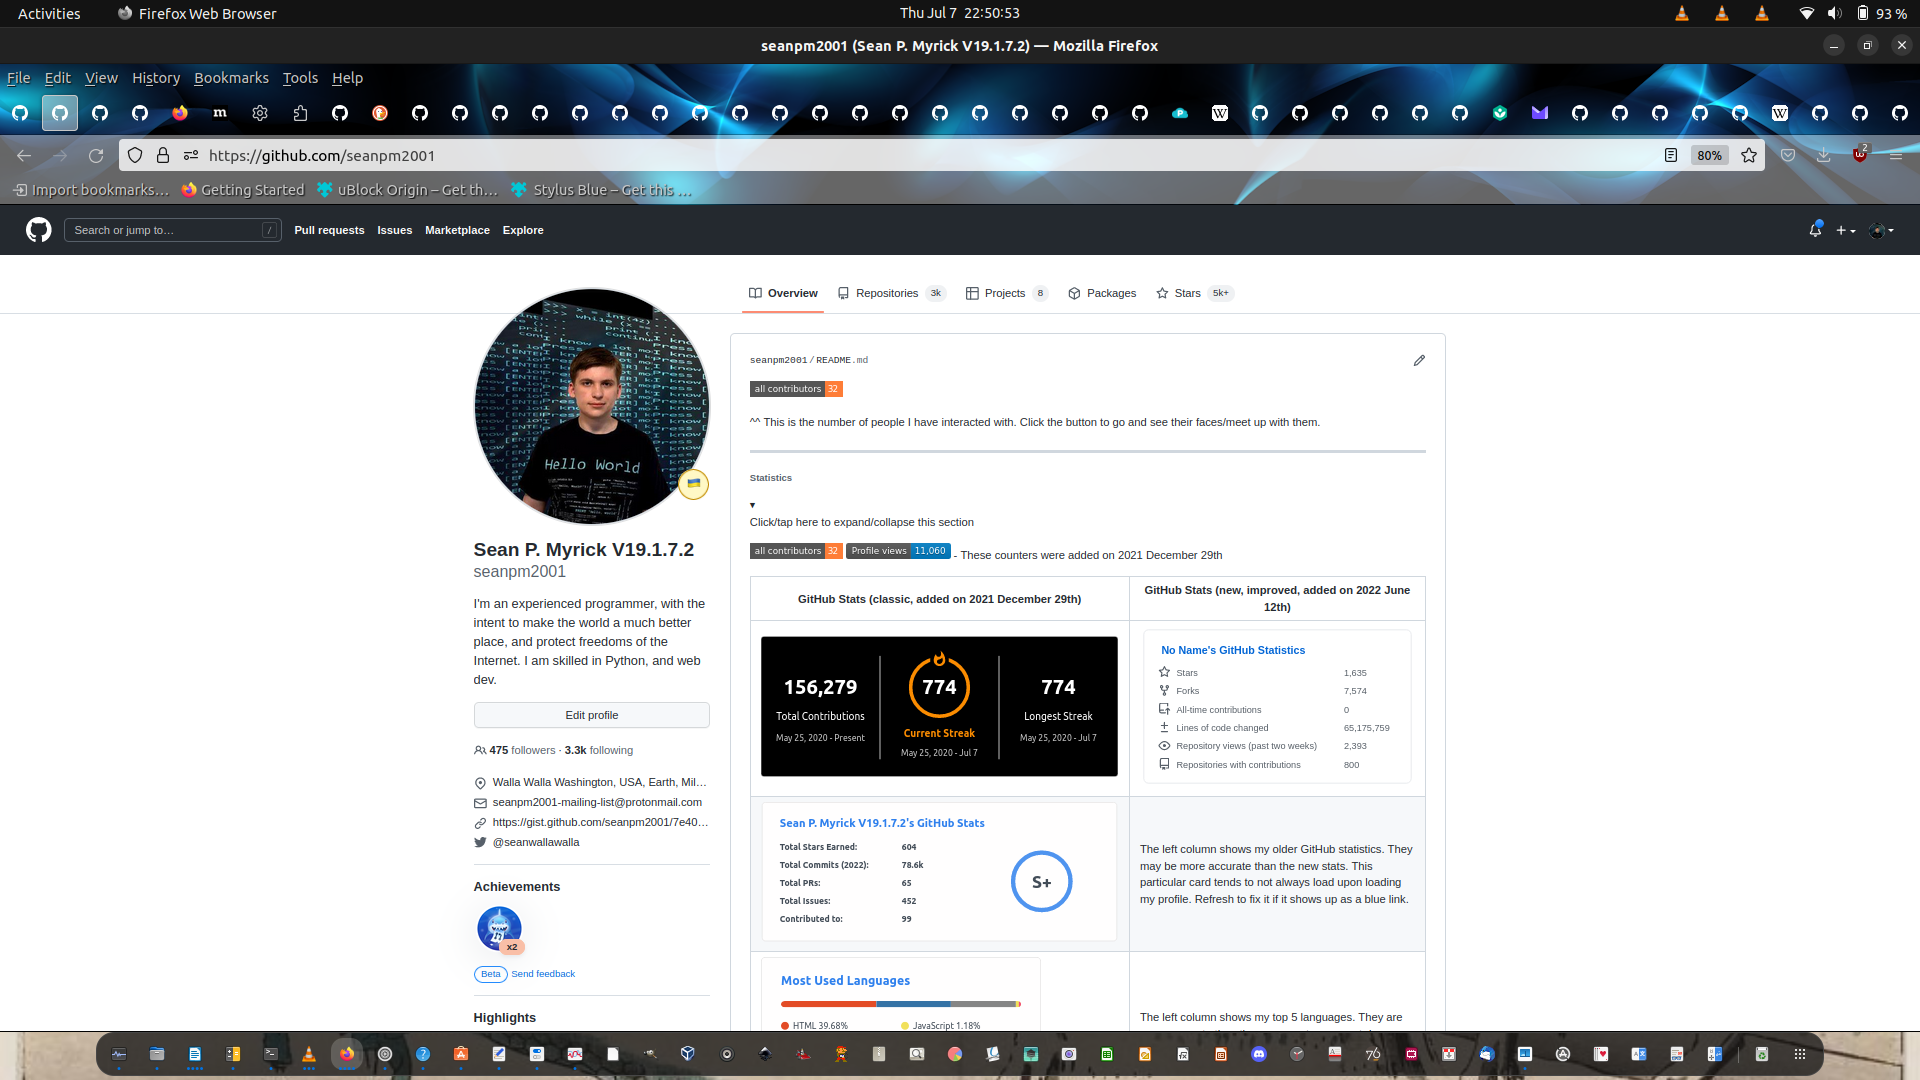 Activities
Firefox Web Browser
Thu Jul 7 22:50:53
93 %
seanpm2001 (Sean P. Myrick V19.1.7.2) — Mozilla Firefox
File Edit View History Bookmarks Tools Help
https://github.com/seanpm2001
80%
2
Import bookmarks…
Getting Started
uBlock Origin – Get th…
Stylus Blue – Get this …
Search or jump to…
/
Pull requests
Issues
Marketplace
Explore
Overview
Repositories 3k
Projects 8
Packages
Stars 5k+
Hello World
Sean P. Myrick V19.1.7.2
seanpm2001
I'm an experienced programmer, with the
intent to make the world a much better
place, and protect freedoms of the
Internet. I am skilled in Python, and web
dev.
Edit profile
475 followers · 3.3k following
Walla Walla Washington, USA, Earth, Mil…
seanpm2001-mailing-list@protonmail.com
https://gist.github.com/seanpm2001/7e40…
@seanwallawalla
Achievements
x2
Beta Send feedback
Highlights
seanpm2001/README.md
all contributors 32
^^ This is the number of people I have interacted with. Click the button to go and see their faces/meet up with them.
Statistics
▾
Click/tap here to expand/collapse this section
all contributors 32 Profile views 11,060 - These counters were added on 2021 December 29th
GitHub Stats (classic, added on 2021 December 29th)
GitHub Stats (new, improved, added on 2022 June
12th)
156,279
Total Contributions
May 25, 2020 - Present
774
Current Streak
May 25, 2020 - Jul 7
774
Longest Streak
May 25, 2020 - Jul 7
No Name's GitHub Statistics
Stars 1,635
Forks 7,574
All-time contributions 0
Lines of code changed 65,175,759
Repository views (past two weeks) 2,393
Repositories with contributions 800
Sean P. Myrick V19.1.7.2's GitHub Stats
Total Stars Earned: 604
Total Commits (2022): 78.6k
Total PRs: 65
Total Issues: 452
Contributed to: 99
S+
The left column shows my older GitHub statistics. They
may be more accurate than the new stats. This
particular card tends to not always load upon loading
my profile. Refresh to fix it if it shows up as a blue link.
Most Used Languages
HTML 39.68%
JavaScript 1.18%
The left column shows my top 5 languages. They are